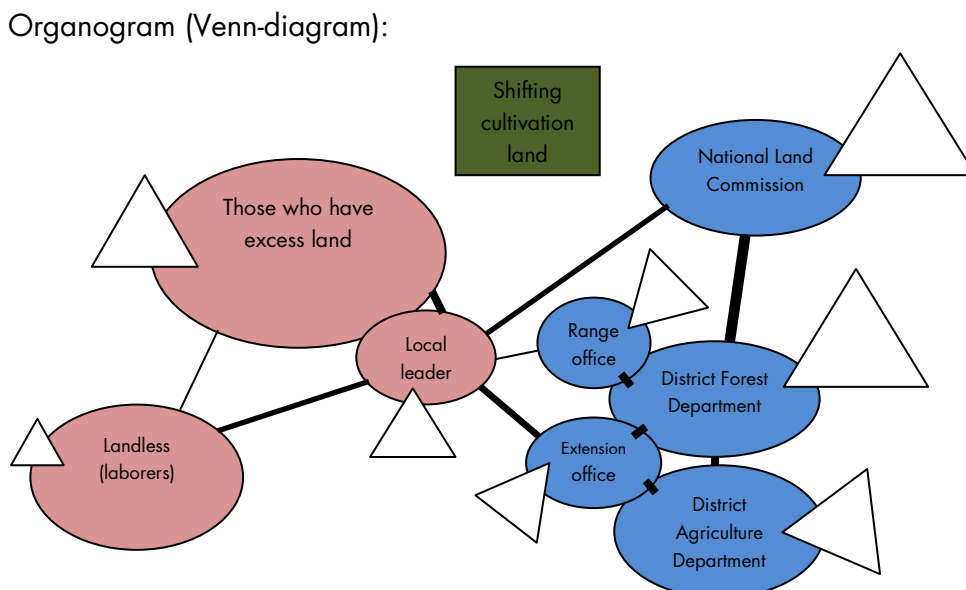 Organogram (Venn-diagram):
Shifting
cultivation
land
National Land
Commission
Those who have
excess land
Range
office
Local
leader
District Forest
Department
Landless
(laborers)
Extension
office
District
Agriculture
Department